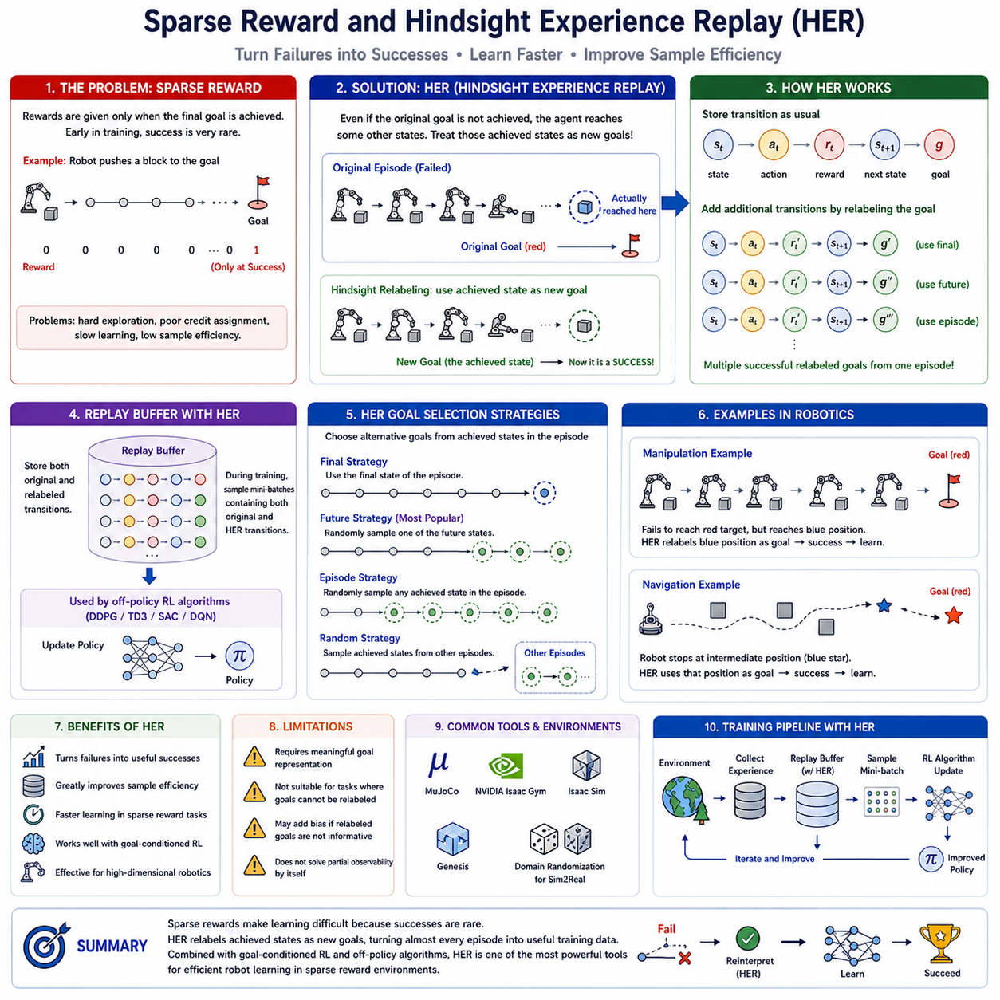 Sparse Reward and Hindsight Experience Replay (HER)
Turn Failures into Successes • Learn Faster • Improve Sample Efficiency
1. THE PROBLEM: SPARSE REWARD
Rewards are given only when the final goal is achieved.
Early in training, success is very rare.
Example: Robot pushes a block to the goal
Goal
0 0 0 0 0 ··· 0 1
Reward (Only at Success)
Problems: hard exploration, poor credit assignment,
slow learning, low sample efficiency.
2. SOLUTION: HER (HINDSIGHT EXPERIENCE REPLAY)
Even if the original goal is not achieved, the agent reaches
some other states. Treat those achieved states as new goals!
Original Episode (Failed)
Actually
reached here
Original Goal (red)
Hindsight Relabeling: use achieved state as new goal
New Goal (the achieved state) → Now it is a SUCCESS!
3. HOW HER WORKS
Store transition as usual
s_t → a_t → r_t → s_{t+1} → g
state action reward next state goal
Add additional transitions by relabeling the goal
s_t → a_t → r_t' → s_{t+1} → g' (use final)
s_t → a_t → r_t' → s_{t+1} → g'' (use future)
s_t → a_t → r_t' → s_{t+1} → g''' (use episode)
⋮
Multiple successful relabeled goals from one episode!
4. REPLAY BUFFER WITH HER
Replay Buffer
Store both
original and
relabeled
transitions.
During training,
sample mini-batches
containing both
original and
HER transitions.
...
Used by off-policy RL algorithms
(DDPG / TD3 / SAC / DQN)
Update Policy
π
Policy
5. HER GOAL SELECTION STRATEGIES
Choose alternative goals from achieved states in the episode
Final Strategy
Use the final state of the episode.
Future Strategy (Most Popular)
Randomly sample one of the future states.
Episode Strategy
Randomly sample any achieved state in the episode.
Random Strategy
Sample achieved states from other episodes.
Other Episodes
...
6. EXAMPLES IN ROBOTICS
Manipulation Example
Goal (red)
Fails to reach red target, but reaches blue position.
HER relabels blue position as goal → success → learn.
Navigation Example
Goal (red)
Robot stops at intermediate position (blue star).
HER uses that position as goal → success → learn.
7. BENEFITS OF HER
Turns failures into useful successes
Greatly improves sample efficiency
Faster learning in sparse reward tasks
Works well with goal-conditioned RL
Effective for high-dimensional robotics
8. LIMITATIONS
Requires meaningful goal
representation
Not suitable for tasks where
goals cannot be relabeled
May add bias if relabeled
goals are not informative
Does not solve partial observability
by itself
9. COMMON TOOLS & ENVIRONMENTS
μ
MuJoCo
NVIDIA Isaac Gym
Isaac Sim
Genesis
Domain Randomization
for Sim2Real
10. TRAINING PIPELINE WITH HER
Environment
Collect
Experience
Replay Buffer
(w/ HER)
Sample
Mini-batch
RL Algorithm
Update
Iterate and Improve
π
Improved
Policy
SUMMARY
Sparse rewards make learning difficult because successes are rare.
HER relabels achieved states as new goals, turning almost every episode into useful training data.
Combined with goal-conditioned RL and off-policy algorithms, HER is one of the most powerful tools
for efficient robot learning in sparse reward environments.
Fail
Reinterpret
(HER)
Learn
Succeed